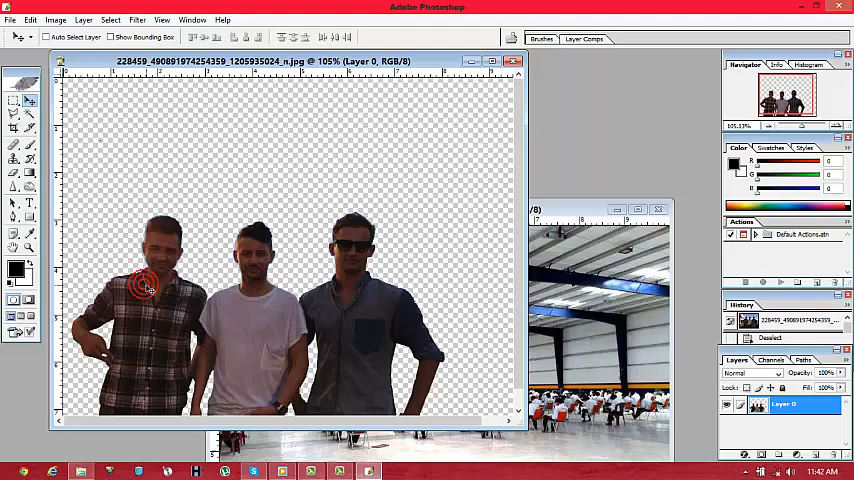 Adobe Photoshop
File Edit Image Layer Select Filter View Window Help
Auto Select Layer Show Bounding Box
Brushes Layer Comps
228459_490891974254359_1205935024_n.jpg @ 105% (Layer 0, RGB/8)
Navigator Info Histogram
105.13%
Color Swatches Styles
R 0
G 0
B 0
/8)
Actions
Default Actions.atn
History
228459_490891974254359_...
Deselect
Layers Channels Paths
Normal Opacity: 100%
Lock: Fill: 100%
Layer 0
11:42 AM